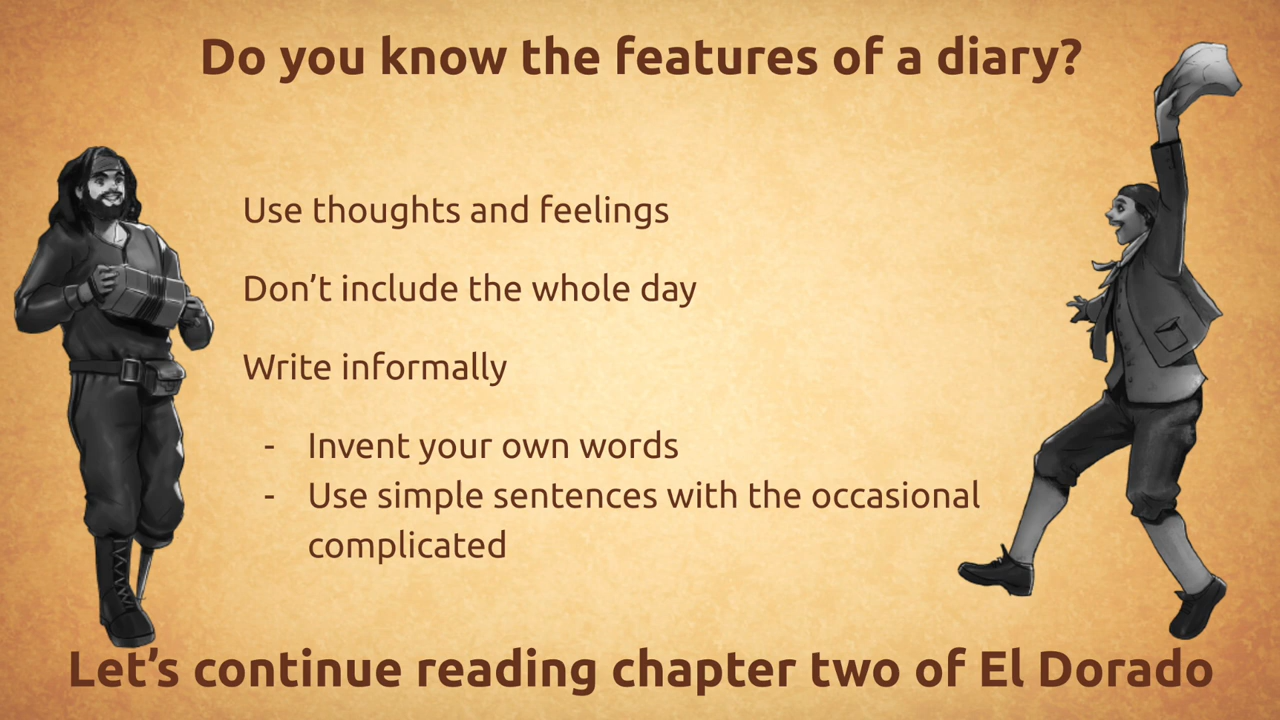 Do you know the features of a diary?
Use thoughts and feelings
Don’t include the whole day
Write informally
- Invent your own words
- Use simple sentences with the occasional
complicated
Let’s continue reading chapter two of El Dorado